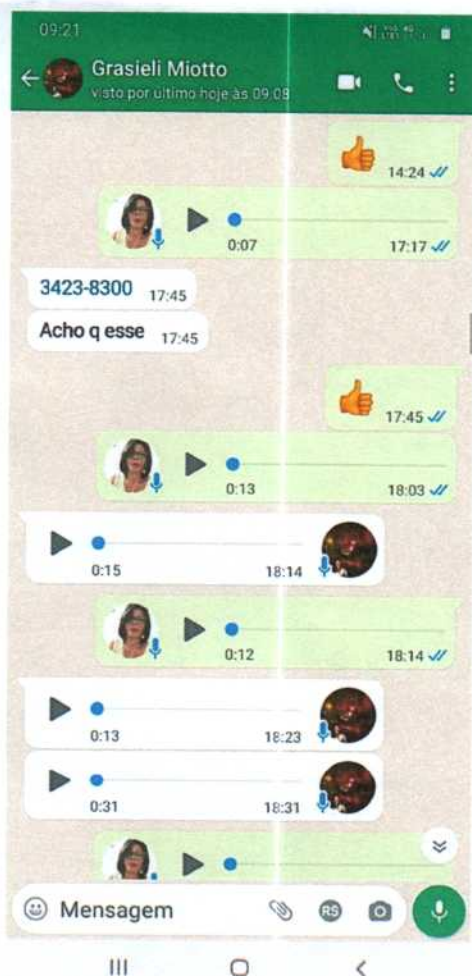 09:21
Grasieli Miotto
visto por último hoje às 09:08
14:24
0:07 17:17
3423-8300 17:45
Acho q esse 17:45
17:45
0:13 18:03
0:15 18:14
0:12 18:14
0:13 18:23
0:31 18:31
Mensagem
RS